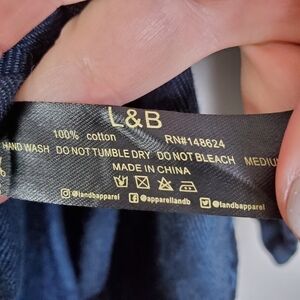 L&B
100% cotton RN#148624
HAND WASH DO NOT TUMBLE DRY DO NOT BLEACH
MADE IN CHINA
@landbapparel @apparellandb @landbapparel